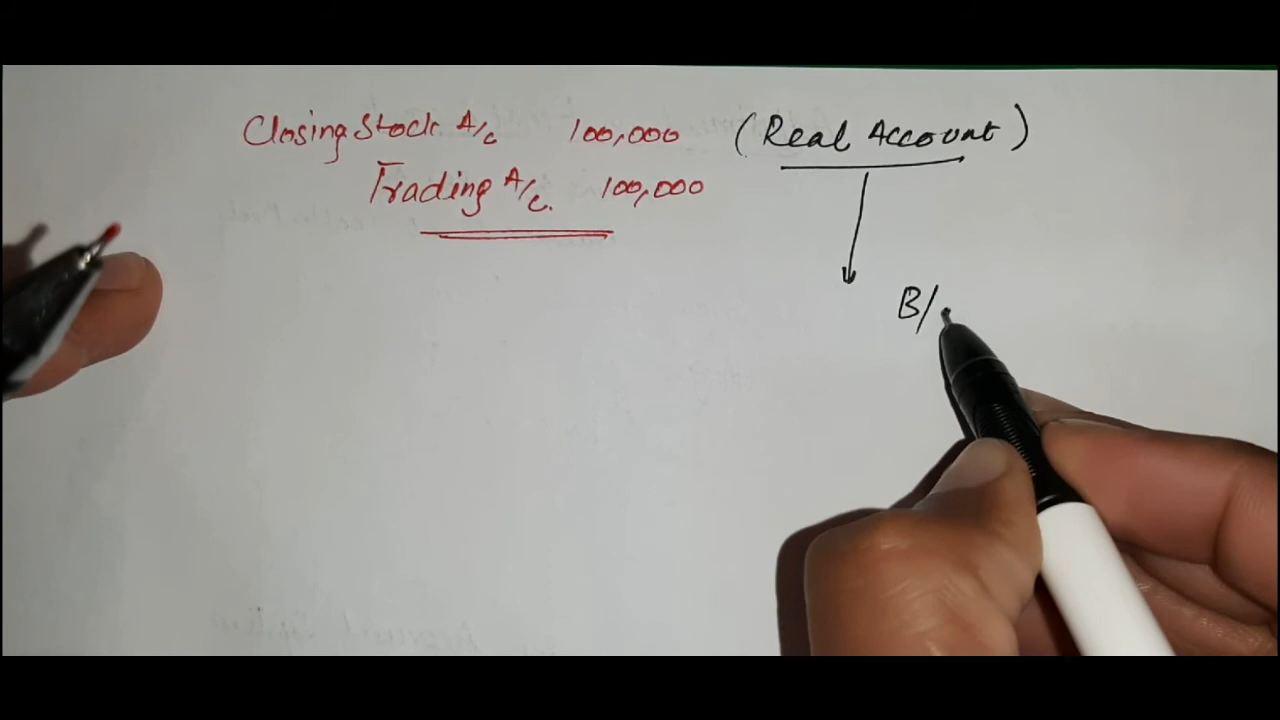 Closing Stock A/c 100,000 (Real Account)
Trading A/c. 100,000
B/